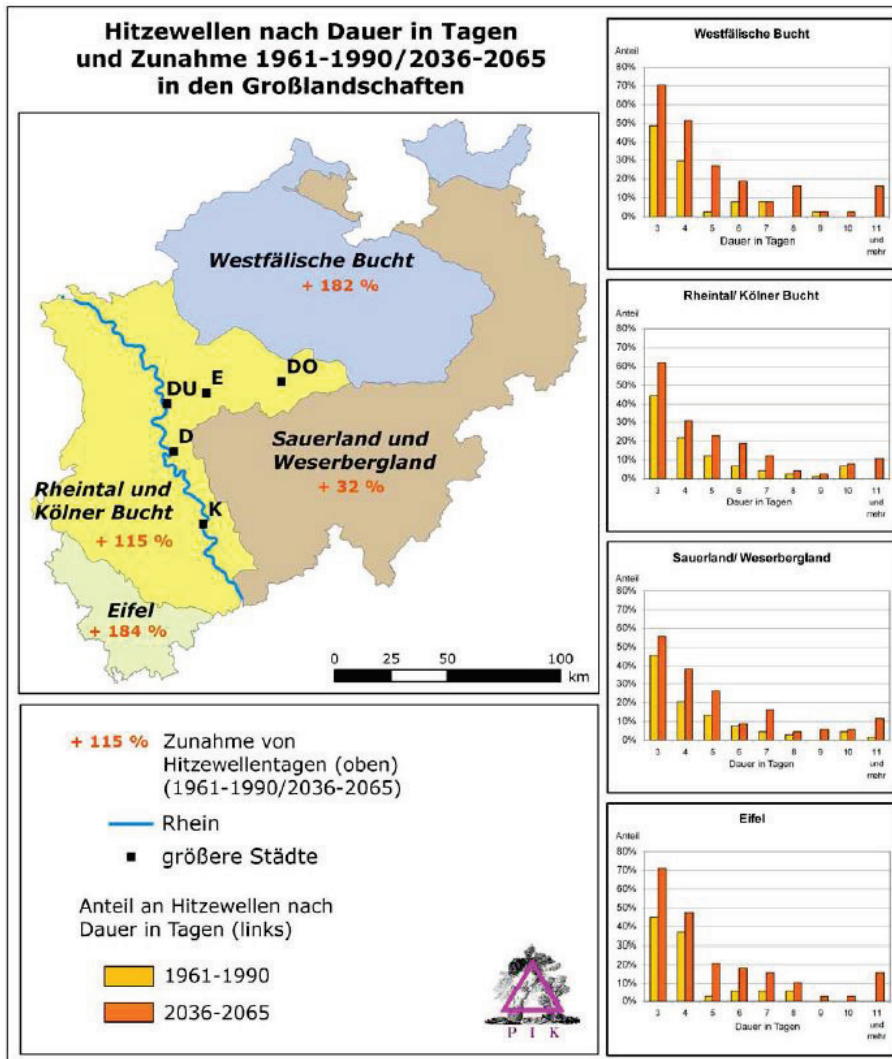 Hitzewellen nach Dauer in Tagen
und Zunahme 1961-1990/2036-2065
in den Großlandschaften
Westfälische Bucht
+ 182 %
DO
E
DU
D
Sauerland und
Weserbergland
+ 32 %
Rheintal und
Kölner Bucht
+ 115 %
K
Eifel
+ 184 %
0 25 50 100
km
+ 115 % Zunahme von
Hitzewellentagen (oben)
(1961-1990/2036-2065)
Rhein
größere Städte
Anteil an Hitzewellen nach
Dauer in Tagen (links)
1961-1990
2036-2065
P I K
Westfälische Bucht
Anteil
80%
70%
60%
50%
40%
30%
20%
10%
0%
3 4 5 6 7 8 9 10 11
und
mehr
Dauer in Tagen
Rheintal/ Kölner Bucht
Anteil
80%
70%
60%
50%
40%
30%
20%
10%
0%
3 4 5 6 7 8 9 10 11
und
mehr
Dauer in Tagen
Sauerland/ Weserbergland
Anteil
80%
70%
60%
50%
40%
30%
20%
10%
0%
3 4 5 6 7 8 9 10 11
und
mehr
Dauer in Tagen
Eifel
Anteil
80%
70%
60%
50%
40%
30%
20%
10%
0%
3 4 5 6 7 8 9 10 11
und
mehr
Dauer in Tagen